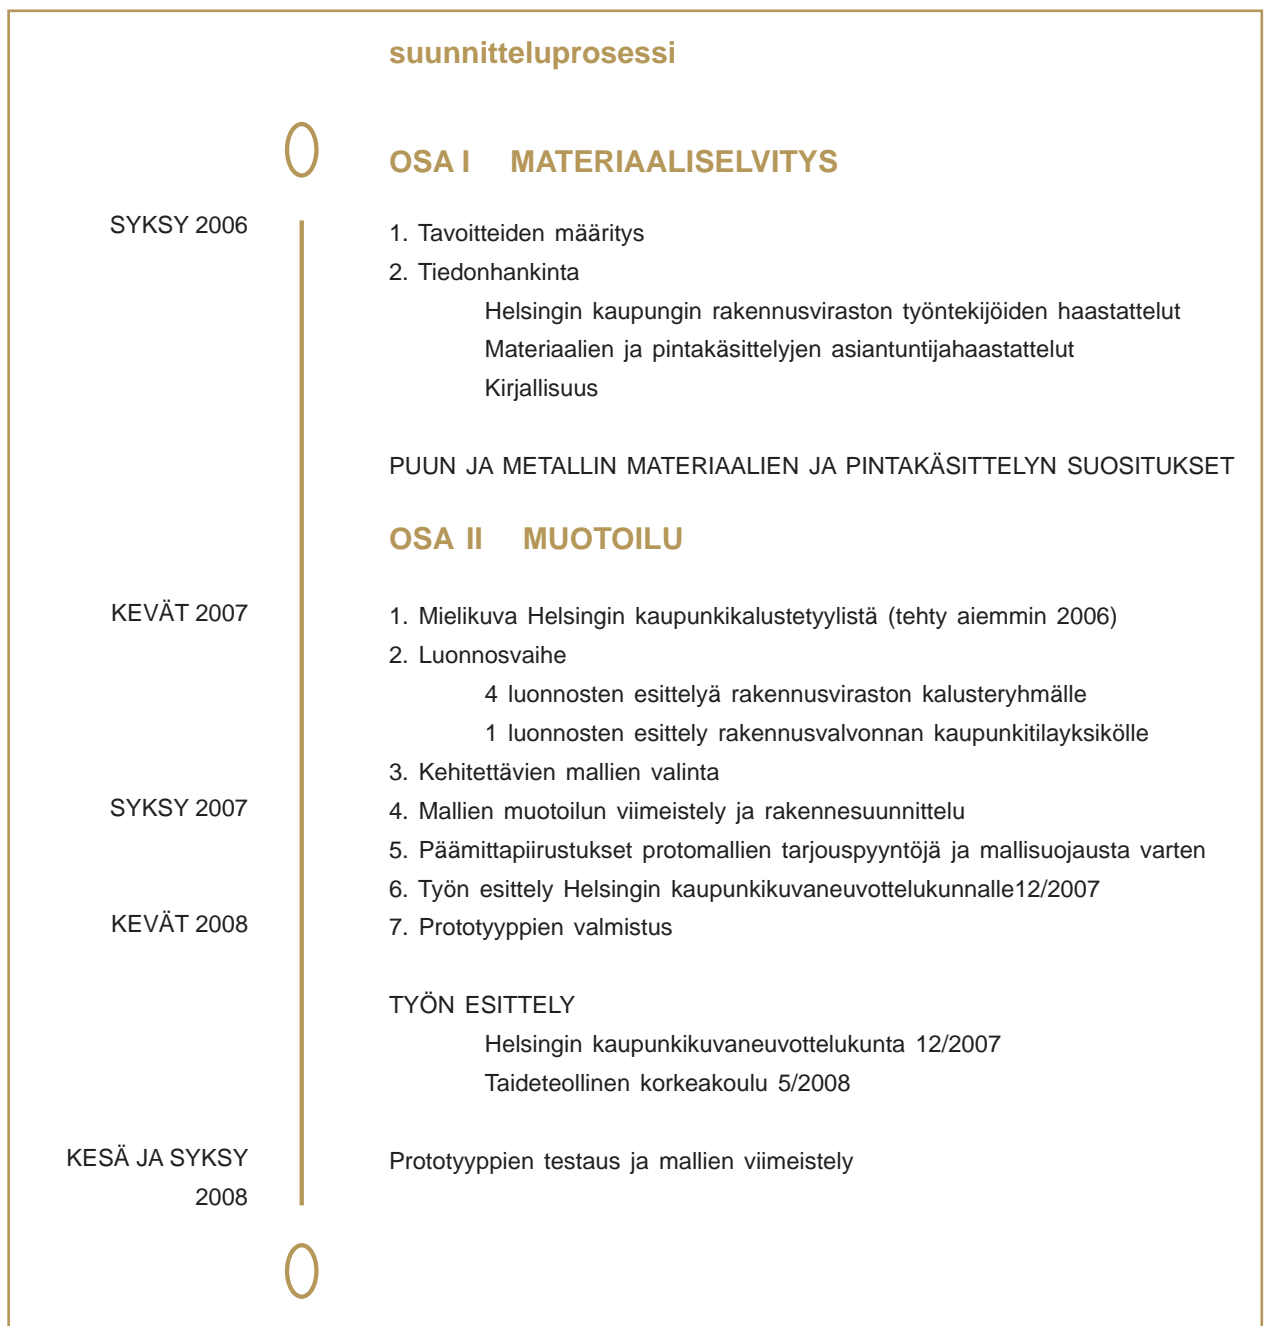 suunnitteluprosessi
OSA I MATERIAALISELVITYS
SYKSY 2006
1. Tavoitteiden määritys
2. Tiedonhankinta
Helsingin kaupungin rakennusviraston työntekijöiden haastattelut
Materiaalien ja pintakäsittelyjen asiantuntijahaastattelut
Kirjallisuus
PUUN JA METALLIN MATERIAALIEN JA PINTAKÄSITTELYN SUOSITUKSET
OSA II MUOTOILU
KEVÄT 2007
1. Mielikuva Helsingin kaupunkikalustetyylistä (tehty aiemmin 2006)
2. Luonnosvaihe
4 luonnosten esittelyä rakennusviraston kalusteryhmälle
1 luonnosten esittely rakennusvalvonnan kaupunkitilayksikölle
3. Kehitettävien mallien valinta
SYKSY 2007
4. Mallien muotoilun viimeistely ja rakennesuunnittelu
5. Päämittapiirustukset protomallien tarjouspyyntöjä ja mallisuojausta varten
6. Työn esittely Helsingin kaupunkikuvaneuvottelukunnalle12/2007
KEVÄT 2008
7. Prototyyppien valmistus
TYÖN ESITTELY
Helsingin kaupunkikuvaneuvottelukunta 12/2007
Taideteollinen korkeakoulu 5/2008
KESÄ JA SYKSY
2008
Prototyyppien testaus ja mallien viimeistely